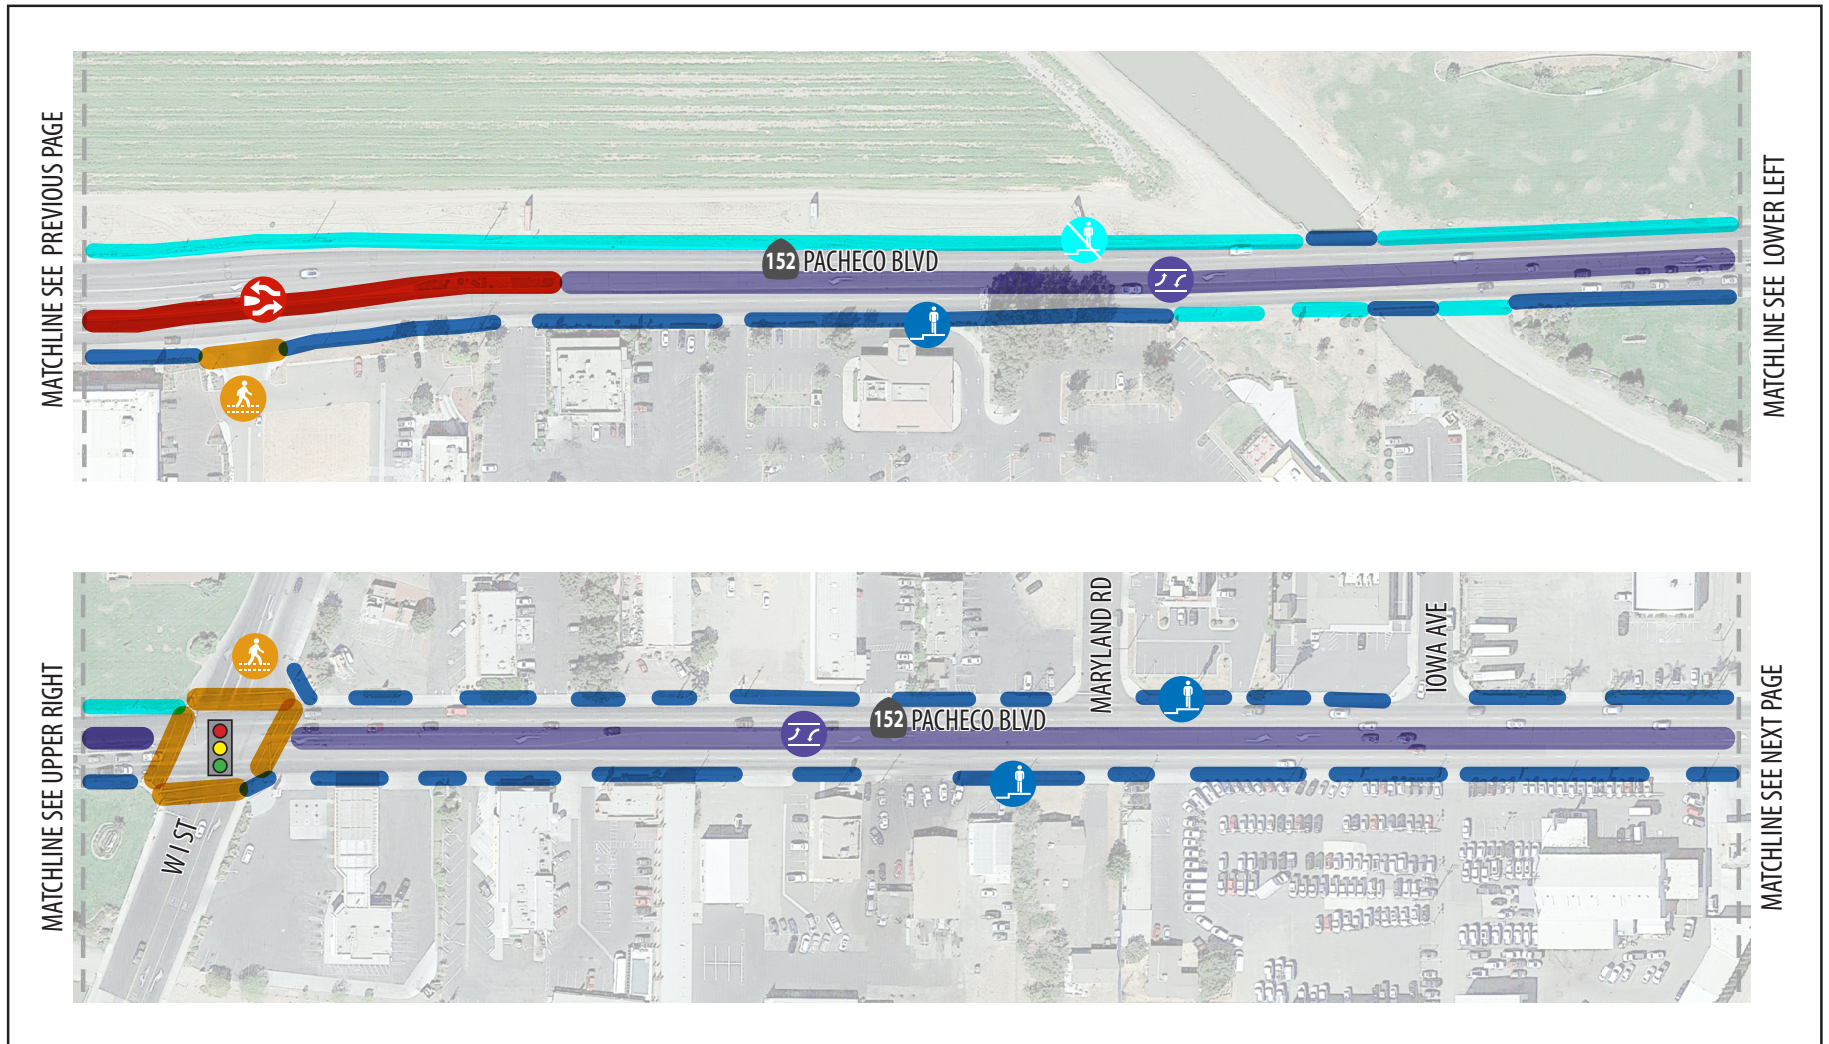 MATCHLINE SEE PREVIOUS PAGE
152 PACHECO BLVD
MATCHLINE SEE LOWER LEFT
MATCHLINE SEE UPPER RIGHT
W I ST
152 PACHECO BLVD
MARYLAND RD
IOWA AVE
MATCHLINE SEE NEXT PAGE